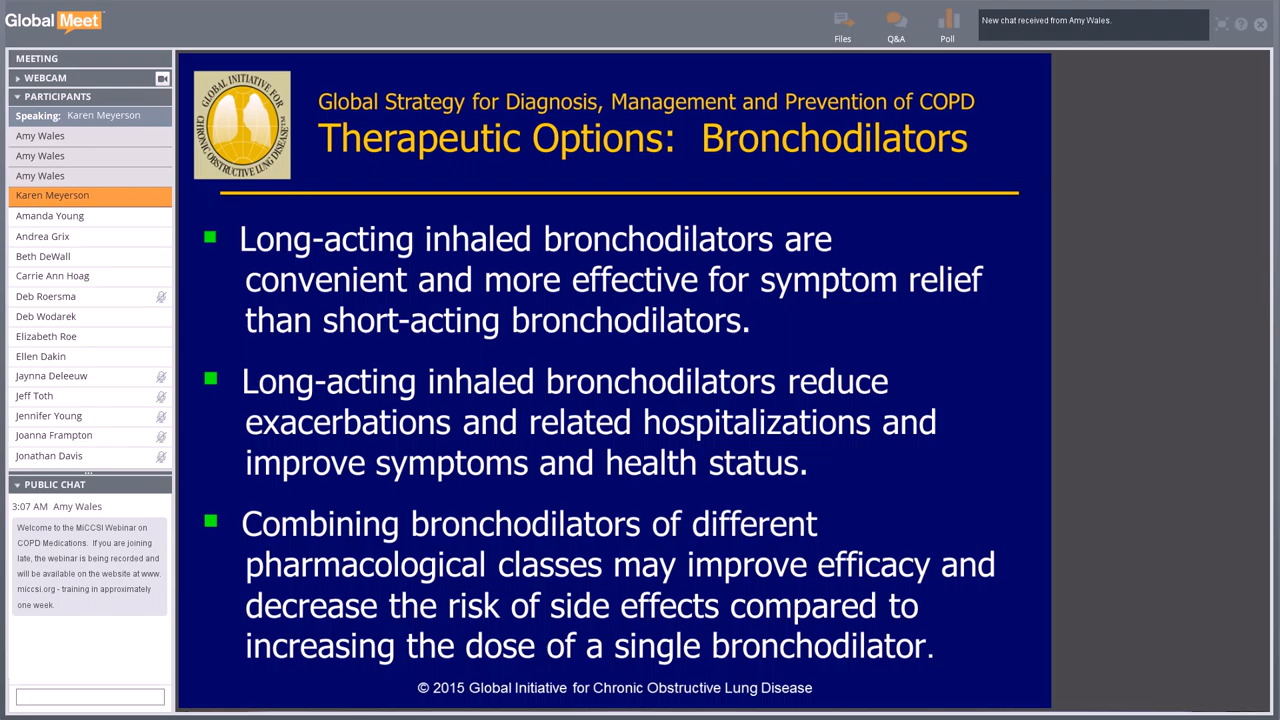 Global Meet
Files
Q&A
Poll
New chat received from Amy Wales.
MEETING
WEBCAM
PARTICIPANTS
Speaking: Karen Meyerson
Amy Wales
Amy Wales
Amy Wales
Karen Meyerson
Amanda Young
Andrea Grix
Beth DeWall
Carrie Ann Hoag
Deb Roersma
Deb Wodarek
Elizabeth Roe
Ellen Dakin
Jaynna Deleeuw
Jeff Toth
Jennifer Young
Joanna Frampton
Jonathan Davis
PUBLIC CHAT
3:07 AM Amy Wales
Welcome to the MiCCSI Webinar on
COPD Medications. If you are joining
late, the webinar is being recorded and
will be available on the website at www.
miccsi.org - training in approximately
one week.
GLOBAL INITIATIVE FOR CHRONIC OBSTRUCTIVE LUNG DISEASE
Global Strategy for Diagnosis, Management and Prevention of COPD
Therapeutic Options: Bronchodilators
Long-acting inhaled bronchodilators are
convenient and more effective for symptom relief
than short-acting bronchodilators.
Long-acting inhaled bronchodilators reduce
exacerbations and related hospitalizations and
improve symptoms and health status.
Combining bronchodilators of different
pharmacological classes may improve efficacy and
decrease the risk of side effects compared to
increasing the dose of a single bronchodilator.
© 2015 Global Initiative for Chronic Obstructive Lung Disease